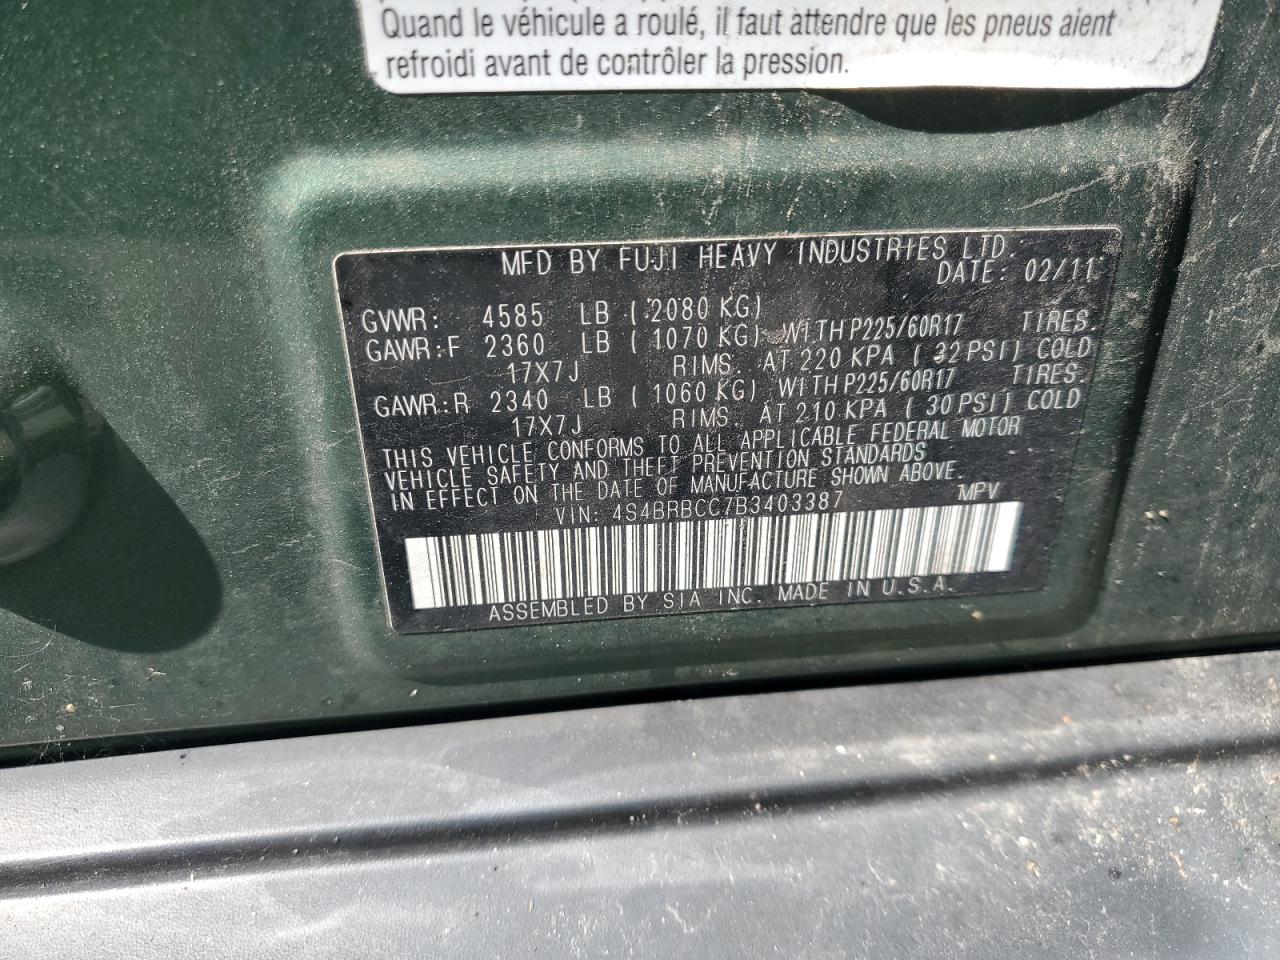 Quand le véhicule a roulé, il faut attendre que les pneus aient
refroidi avant de contrôler la pression.
MFD BY FUJI HEAVY INDUSTRIES LTD.
DATE: 02/11
GVWR: 4585 LB (2080 KG)
GAWR:F 2360 LB (1070 KG) WITH P225/60R17 TIRES.
17X7J RIMS. AT 220 KPA (32 PSI) COLD
GAWR:R 2340 LB (1060 KG) WITH P225/60R17 TIRES.
17X7J RIMS. AT 210 KPA (30 PSI) COLD
THIS VEHICLE CONFORMS TO ALL APPLICABLE FEDERAL MOTOR
VEHICLE SAFETY AND THEFT PREVENTION STANDARDS
IN EFFECT ON THE DATE OF MANUFACTURE SHOWN ABOVE.
VIN: 4S4BRBCC7B3403387 MPV
ASSEMBLED BY SIA INC. MADE IN U.S.A.